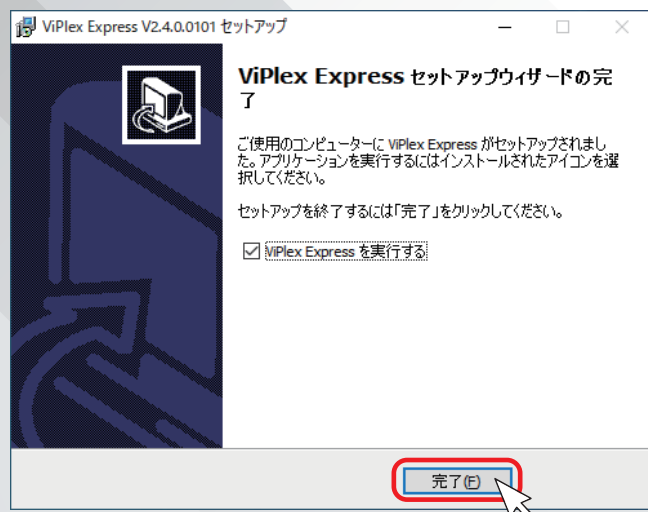 ViPlex Express V2.4.0.0101 セットアップ
ViPlex Express セットアップウィザードの完
了
ご使用のコンピューターに ViPlex Express がセットアップされまし
た。アプリケーションを実行するにはインストールされたアイコンを選
択してください。
セットアップを終了するには「完了」をクリックしてください。
ViPlex Express を実行する
完了(F)